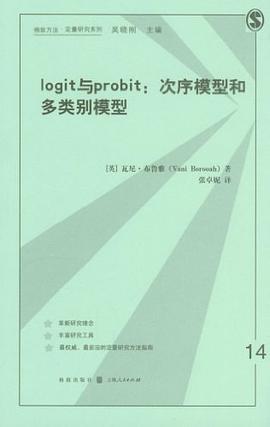 格致方法·定量研究系列 吴晓刚 主编
logit与probit：次序模型和
多类别模型
[英] 瓦尼·布鲁雅（Vani Borooah）著
张卓妮 译
革新研究理念
丰富研究工具
最权威、最前沿的定量研究方法指南
14
格致出版社 上海人民出版社